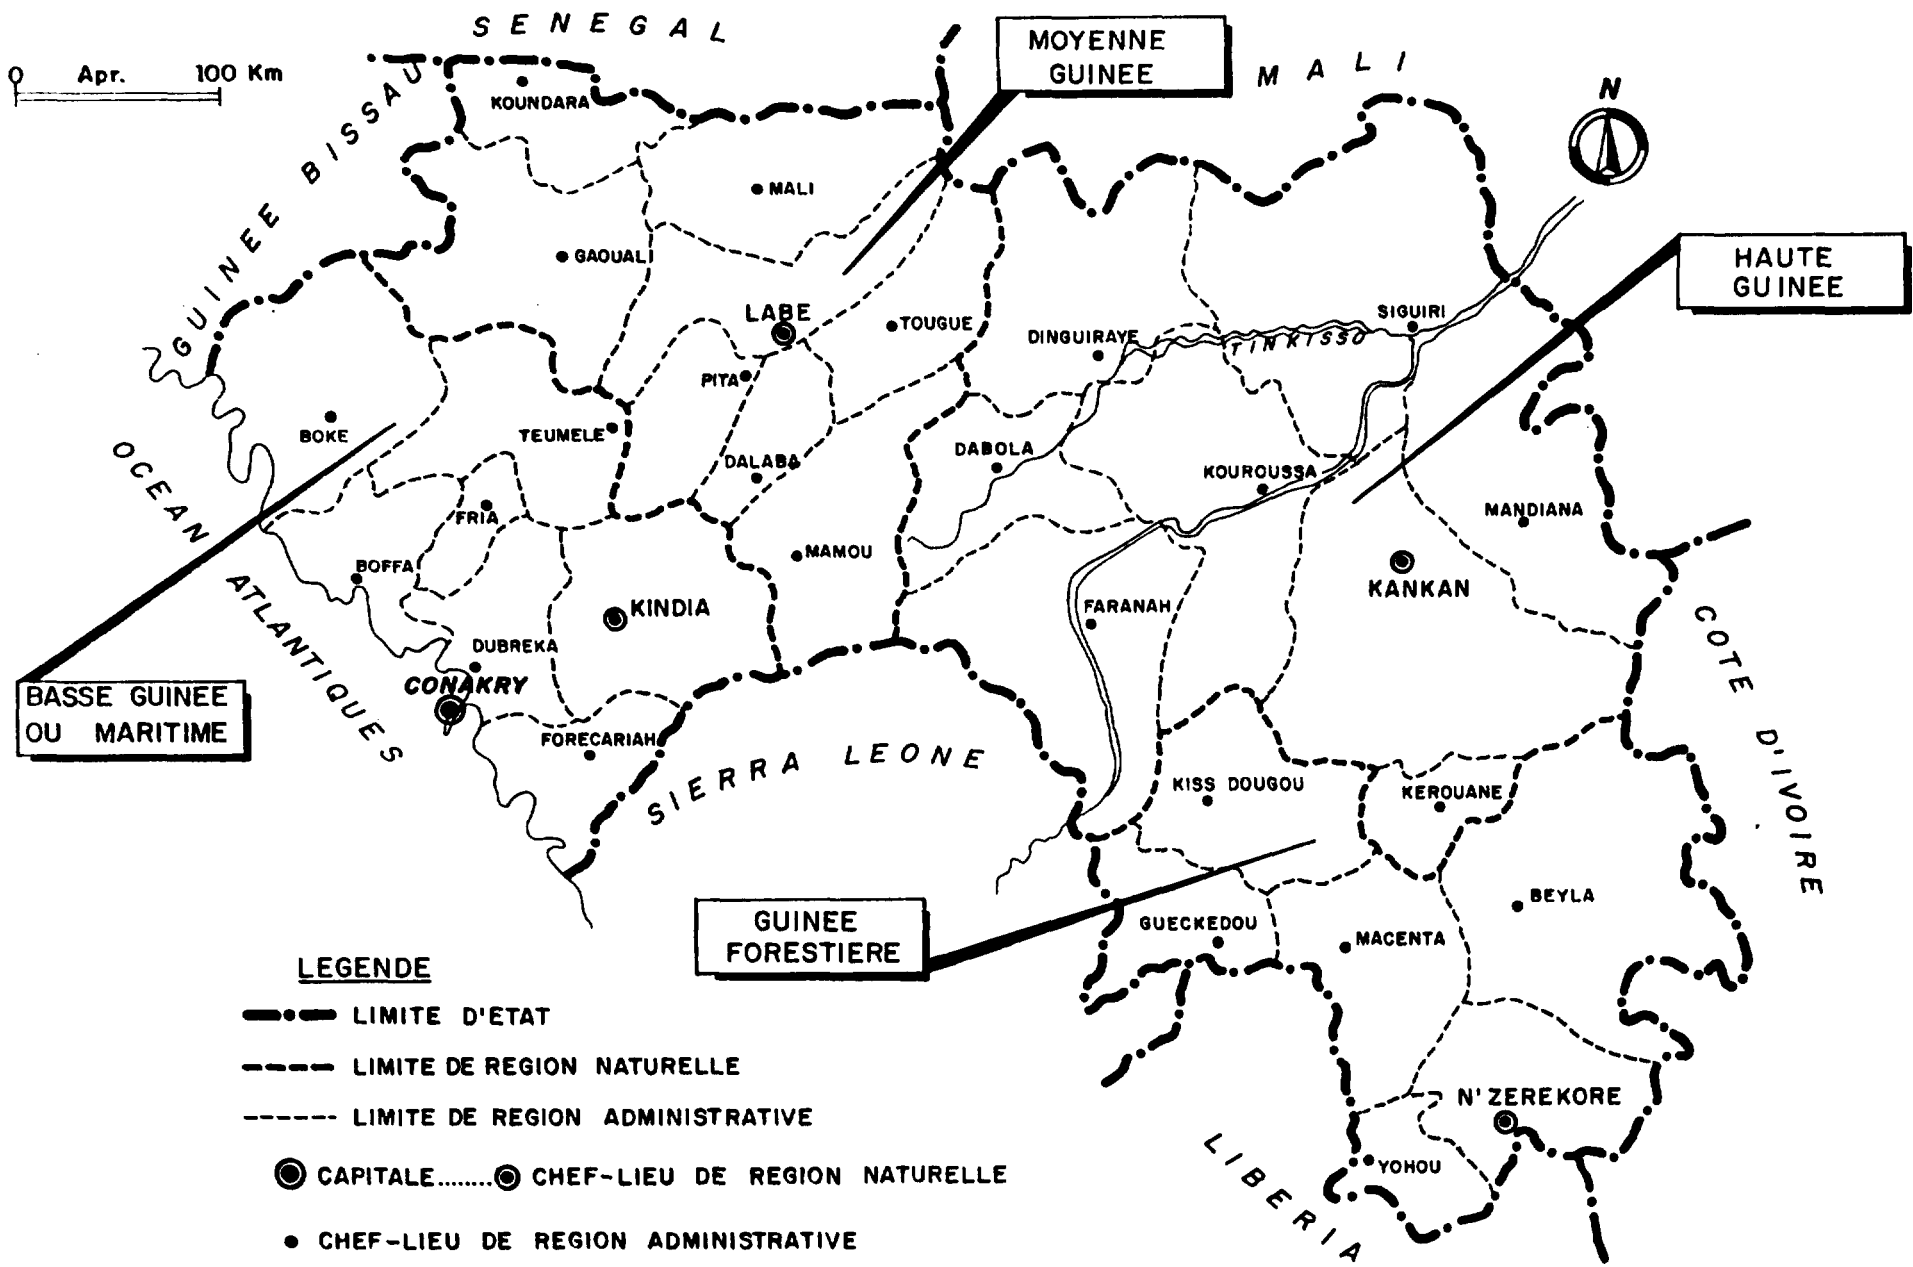 SENEGAL
MOYENNE
GUINEE
MALI
0 Apr. 100 Km
N
KOUNDARA
GUINEE BISSAU
MALI
GAOUAL
HAUTE
GUINEE
LABE
TOUGUE
SIGUIRI
DINGUIRAYE
TINKISSO
PITA
BOKE
TEUMELE
DALABA
DABOLA
KOUROUSSA
MANDIANA
OCEAN
ATLANTIQUES
FRIA
BOFFA
MAMOU
KANKAN
KINDIA
FARANAH
DUBREKA
CONAKRY
COTE D'IVOIRE
BASSE GUINEE
OU MARITIME
FORECARIAH
SIERRA LEONE
KISS DOUGOU
KEROUANE
BEYLA
GUINEE
FORESTIERE
GUECKEDOU
MACENTA
N'ZEREKORE
YOHOU
LIBERIA
LEGENDE
LIMITE D'ETAT
LIMITE DE REGION NATURELLE
LIMITE DE REGION ADMINISTRATIVE
CAPITALE........ CHEF-LIEU DE REGION NATURELLE
CHEF-LIEU DE REGION ADMINISTRATIVE